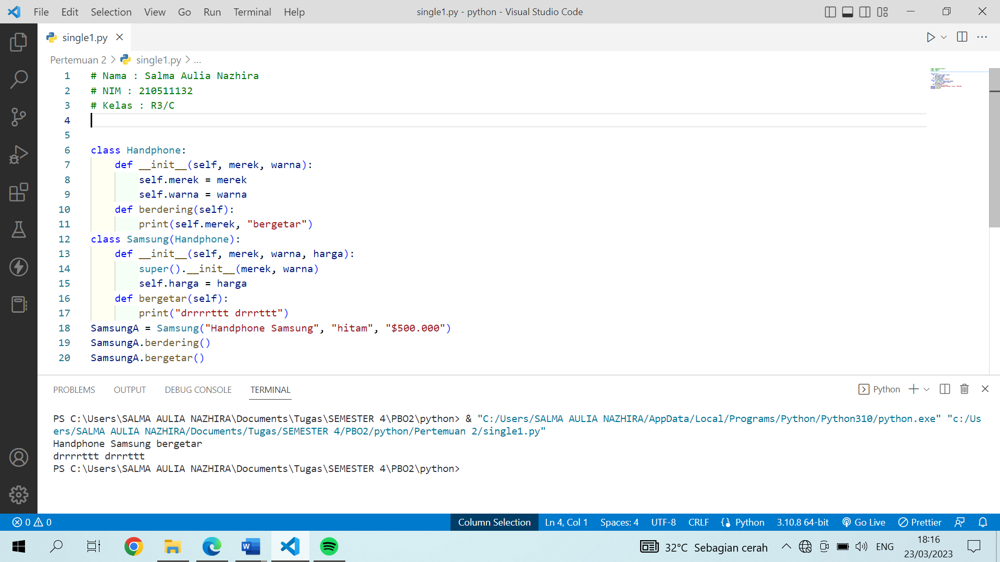 File Edit Selection View Go Run Terminal Help single1.py - python - Visual Studio Code
single1.py
Pertemuan 2 > single1.py > ...
1 # Nama : Salma Aulia Nazhira
2 # NIM : 210511132
3 # Kelas : R3/C
4
5
6 class Handphone:
7 def __init__(self, merek, warna):
8 self.merek = merek
9 self.warna = warna
10 def berdering(self):
11 print(self.merek, "bergetar")
12 class Samsung(Handphone):
13 def __init__(self, merek, warna, harga):
14 super().__init__(merek, warna)
15 self.harga = harga
16 def bergetar(self):
17 print("drrrrttt drrrttt")
18 SamsungA = Samsung("Handphone Samsung", "hitam", "$500.000")
19 SamsungA.berdering()
20 SamsungA.bergetar()
PROBLEMS OUTPUT DEBUG CONSOLE TERMINAL Python
PS C:\Users\SALMA AULIA NAZHIRA\Documents\Tugas\SEMESTER 4\PBO2\python> & "C:/Users/SALMA AULIA NAZHIRA/AppData/Local/Programs/Python/Python310/python.exe" "c:/Us
ers/SALMA AULIA NAZHIRA/Documents/Tugas/SEMESTER 4/PBO2/python/Pertemuan 2/single1.py"
Handphone Samsung bergetar
drrrrttt drrrttt
PS C:\Users\SALMA AULIA NAZHIRA\Documents\Tugas\SEMESTER 4\PBO2\python>
0 0 Column Selection Ln 4, Col 1 Spaces: 4 UTF-8 CRLF Python 3.10.8 64-bit Go Live Prettier
32°C Sebagian cerah ENG 18:16
23/03/2023